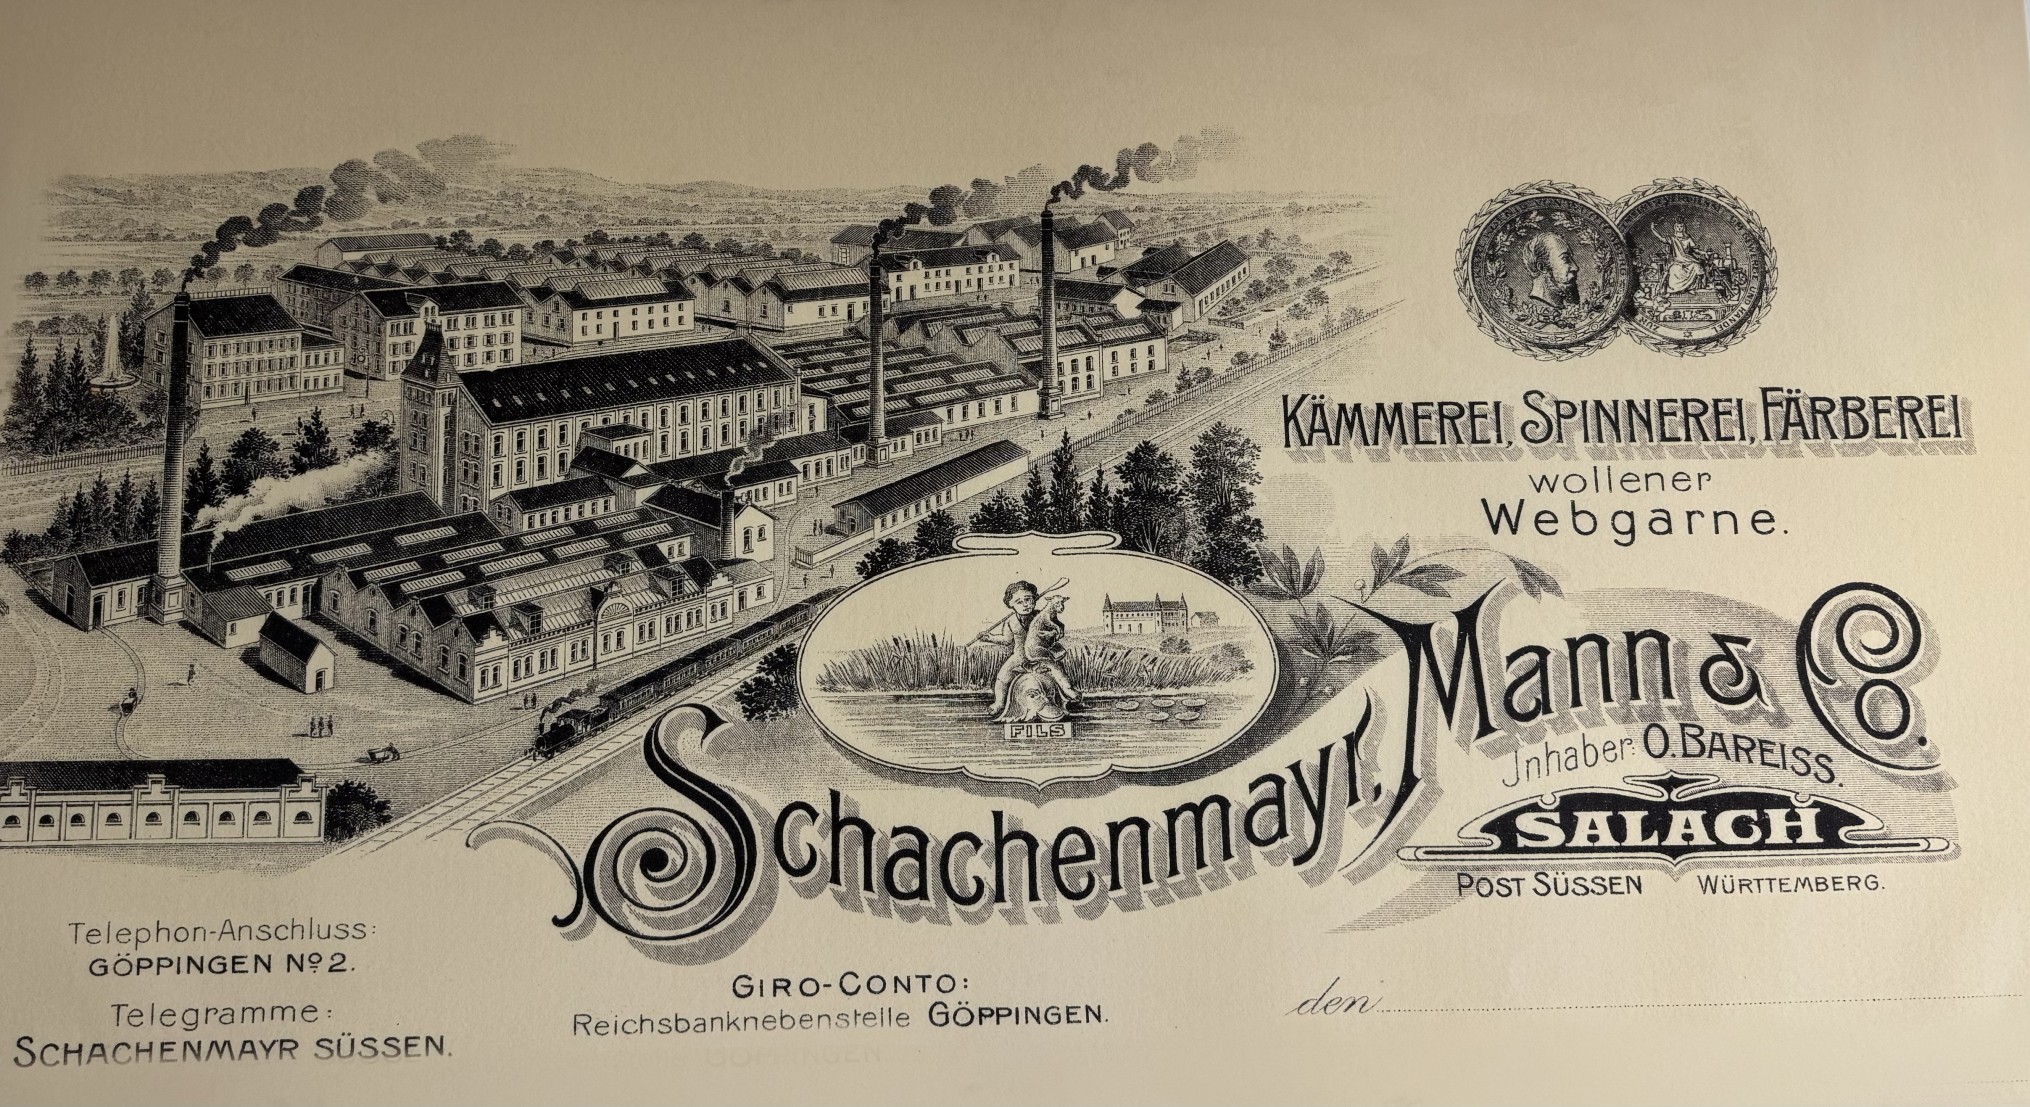 KÄMMEREI, SPINNEREI, FÄRBEREI
wollener
Webgarne.
FILS
Schachenmayr, Mann & Co.
Jnhaber: O. BAREISS.
SALACH
POST SÜSSEN WÜRTTEMBERG.
Telephon-Anschluss:
GÖPPINGEN No 2.
Telegramme:
SCHACHENMAYR SÜSSEN.
GIRO-CONTO:
Reichsbanknebenstelle GÖPPINGEN.
den